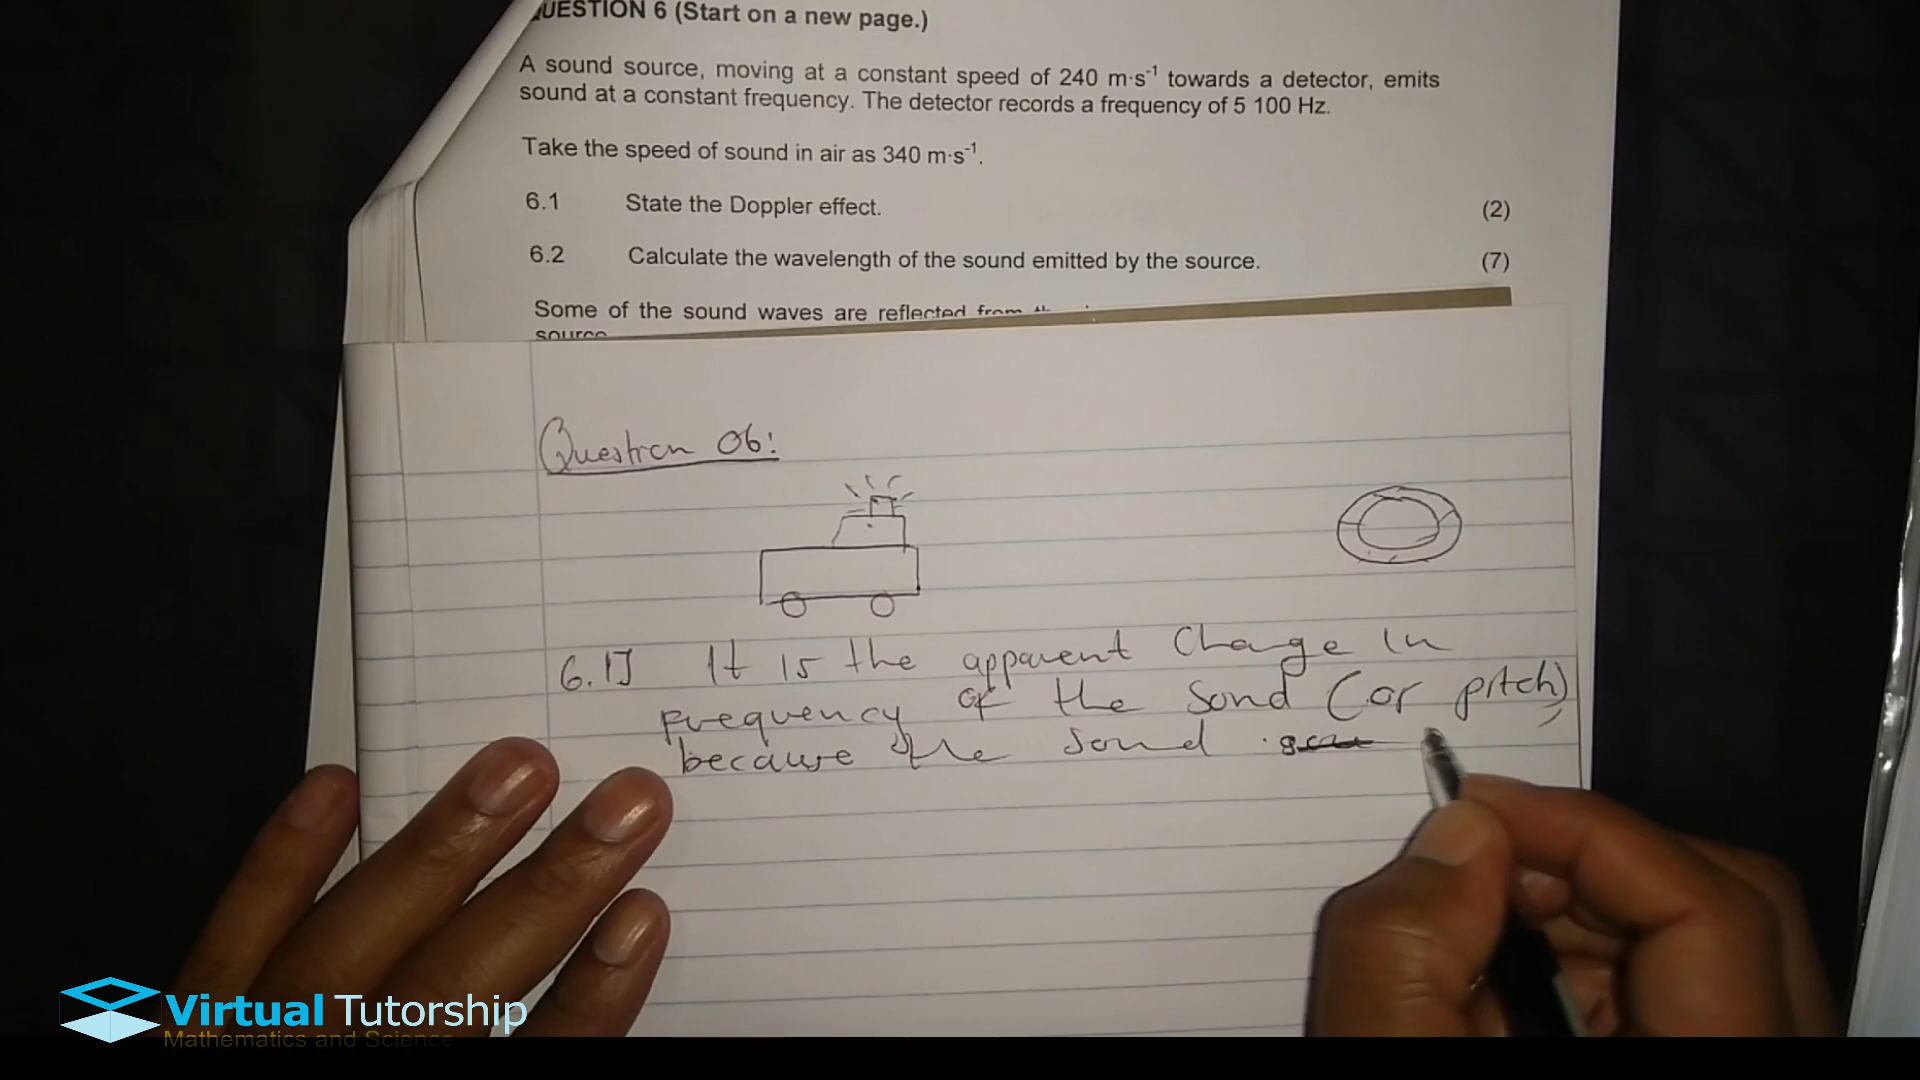 QUESTION 6 (Start on a new page.)
A sound source, moving at a constant speed of 240 m·s⁻¹ towards a detector, emits
sound at a constant frequency. The detector records a frequency of 5 100 Hz.
Take the speed of sound in air as 340 m·s⁻¹.
6.1 State the Doppler effect. (2)
6.2 Calculate the wavelength of the sound emitted by the source. (7)
Some of the sound waves are reflected from
source
Question 06:
6.1] It is the apparent change in
frequency of the sond (or pitch)
because the sond
Virtual Tutorship
Mathematics and Science